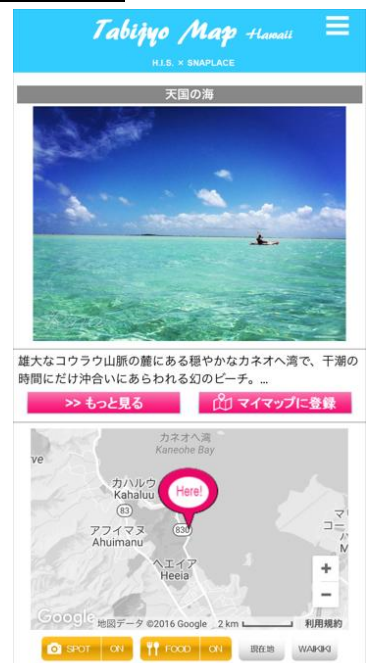 Tabijyo Map Hawaii
H.I.S. × SNAPLACE
天国の海
雄大なコウラウ山脈の麓にある穏やかなカネオヘ湾で、干潮の
時間にだけ沖合いにあらわれる幻のビーチ。...
>> もっと見る
マイマップに登録
カネオヘ湾
Kaneohe Bay
ve
カハルウ
Kahaluu
Here!
83
830
アフイマヌ
Ahuimanu
マリ
コー
M
ヘエイア
Heeia
+
−
Google
地図データ ©2016 Google
2 km
利用規約
SPOT ON
FOOD ON
現在地
WAIKIKI